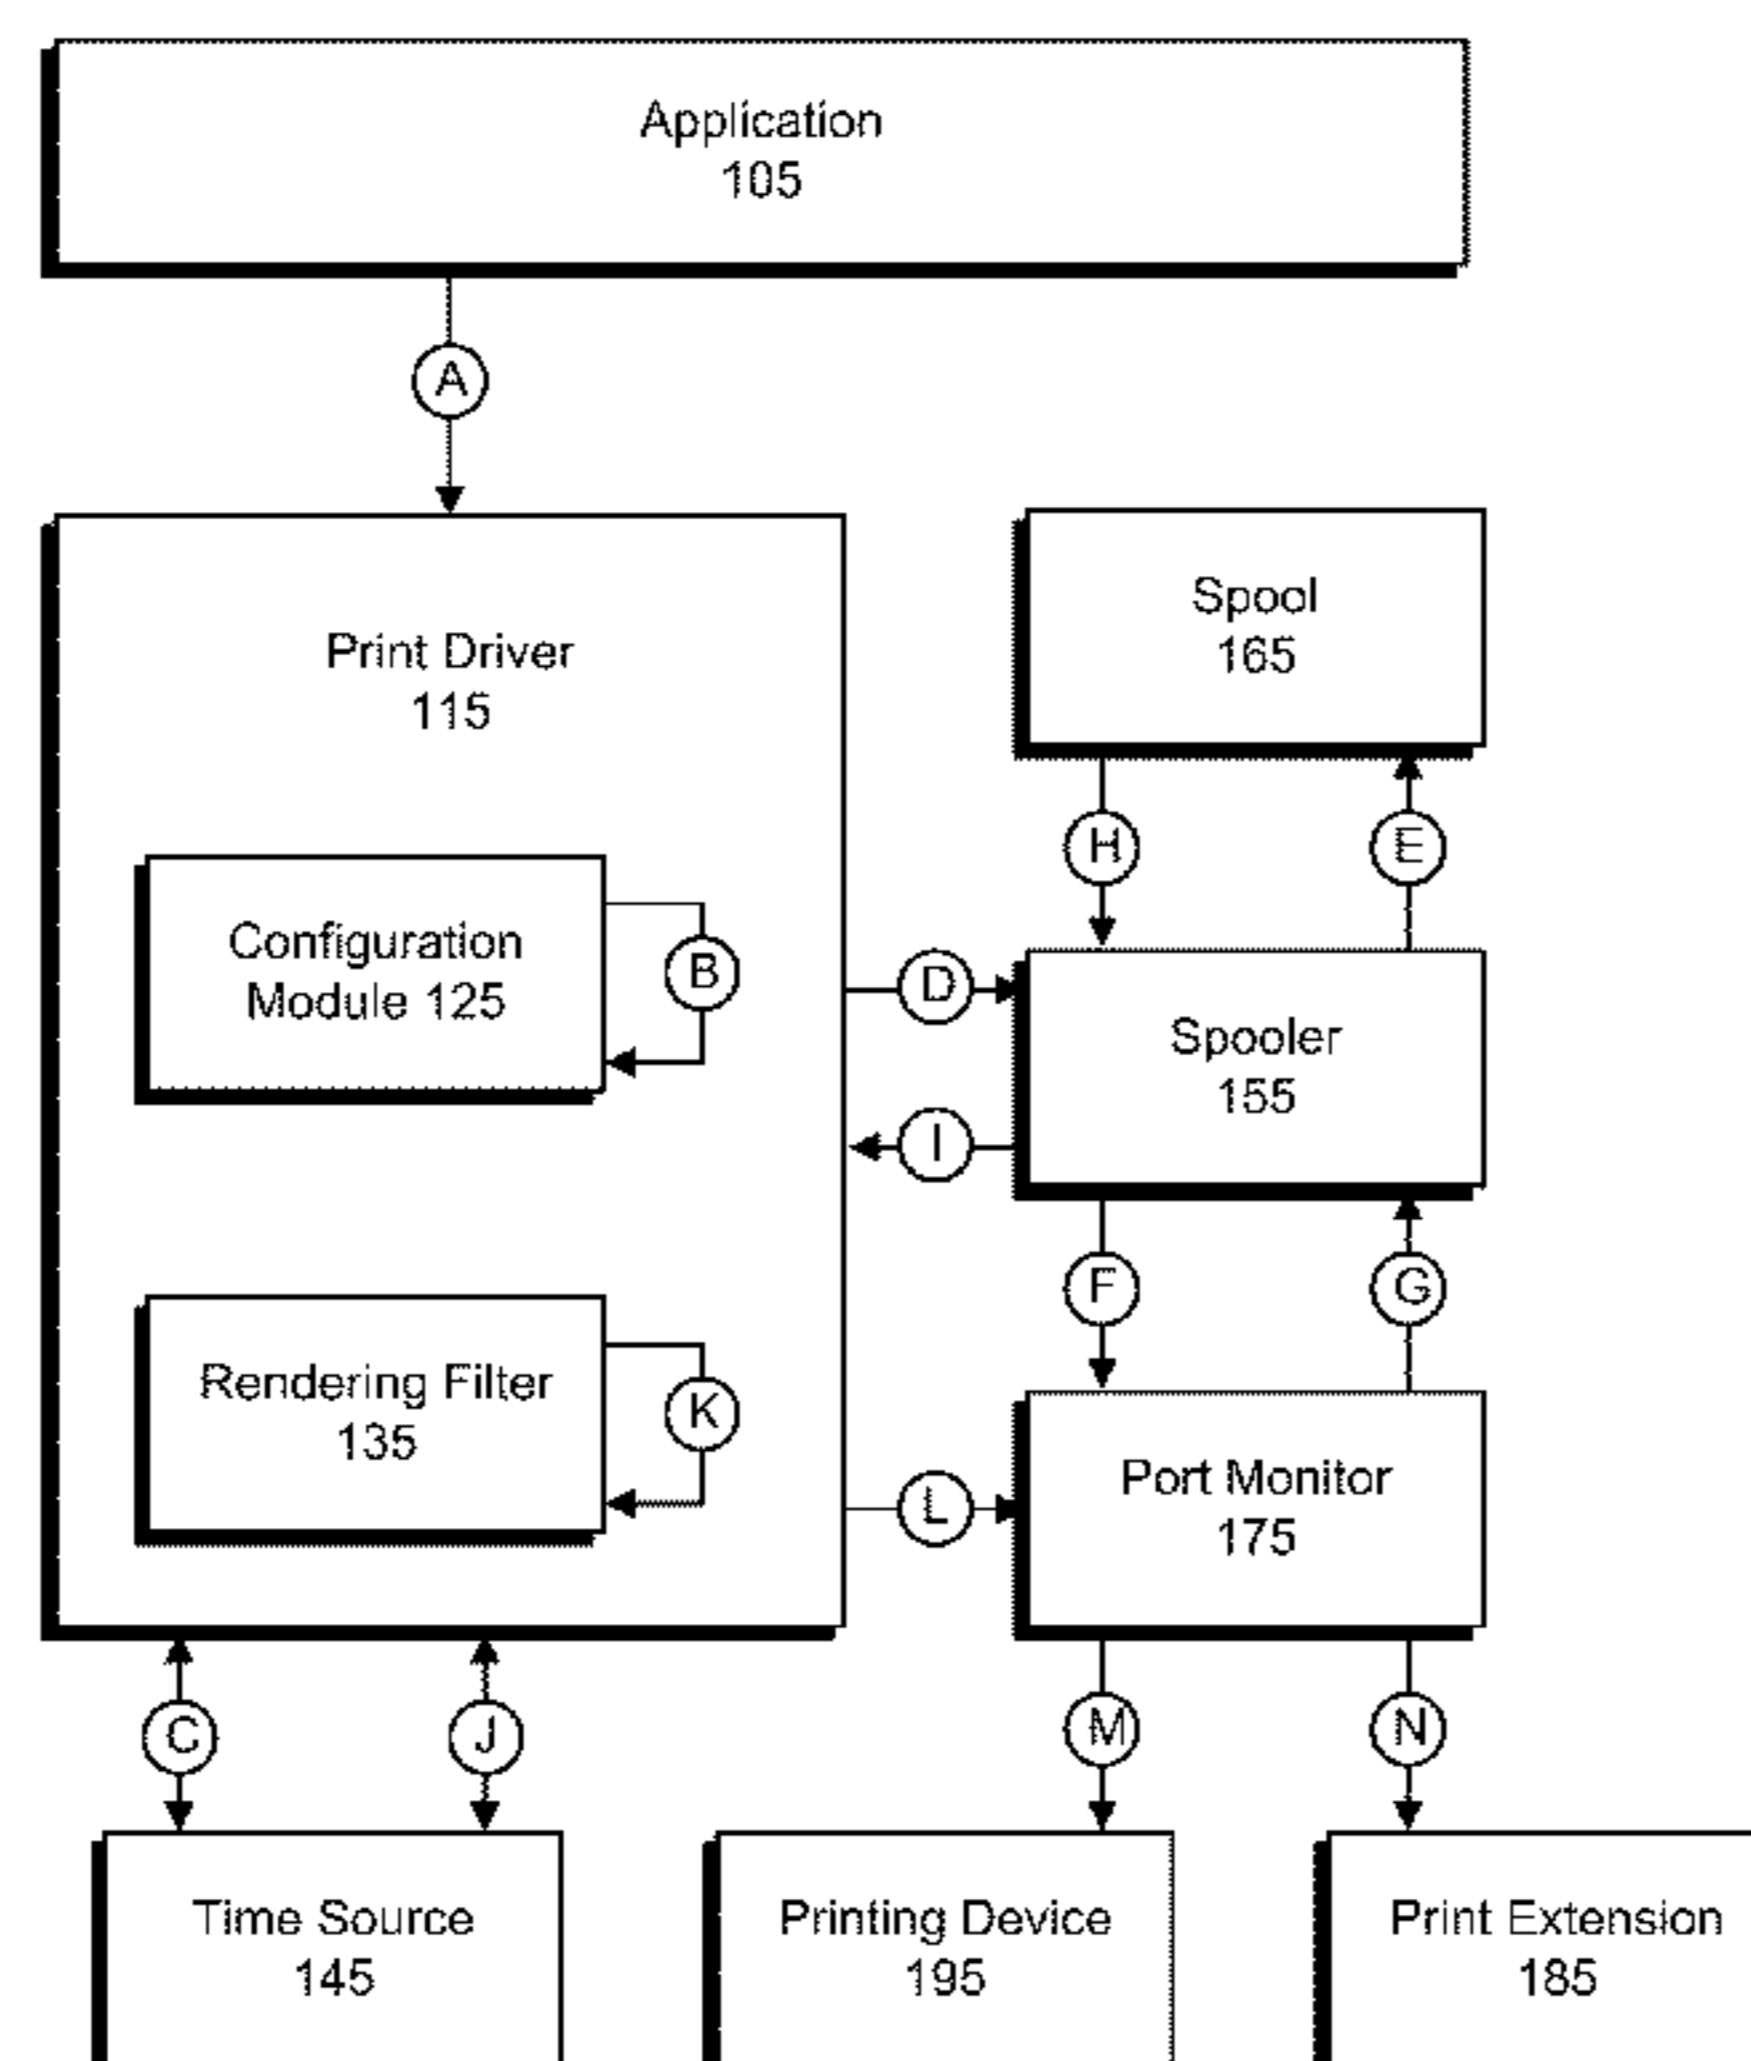 Application
105
A
Print Driver
115
Spool
165
H
E
Configuration
Module 125
B
D
Spooler
155
I
F
G
Rendering Filter
135
K
L
Port Monitor
175
C
J
M
N
Time Source
145
Printing Device
195
Print Extension
185